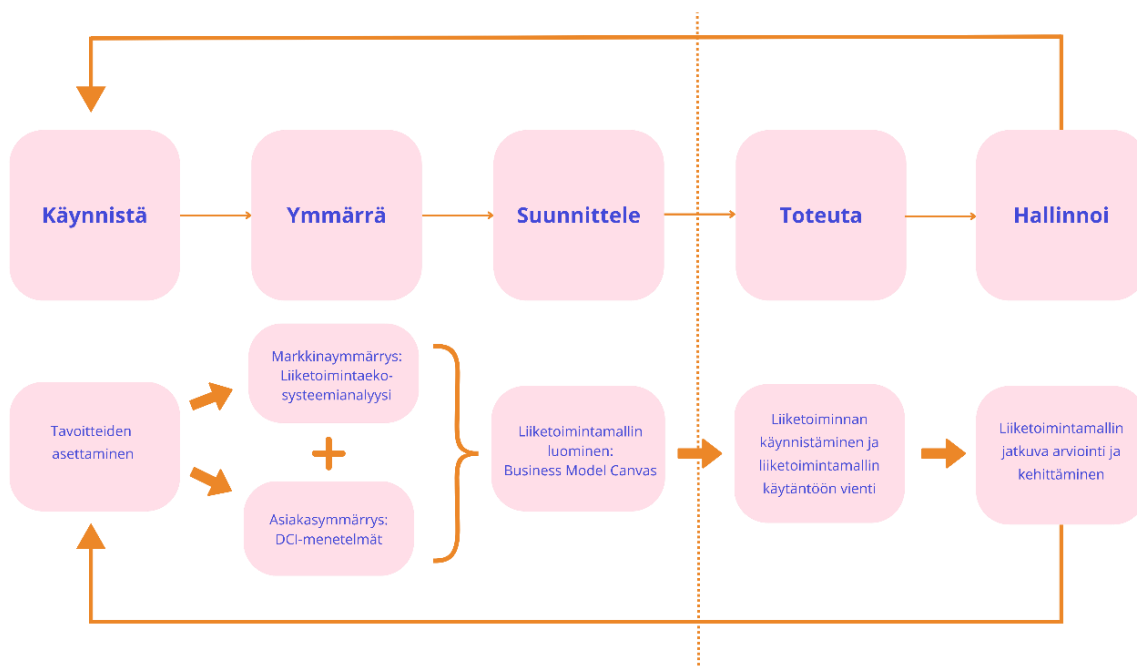 Käynnistä
Ymmärrä
Suunnittele
Toteuta
Hallinnoi
Tavoitteiden
asettaminen
Markkinaymmärrys:
Liiketoimintaeko-
systeemianalyysi
+
Asiakasymmärrys:
DCI-menetelmät
Liiketoimintamallin
luominen:
Business Model Canvas
Liiketoiminnan
käynnistäminen ja
liiketoimintamallin
käytäntöön vienti
Liiketoimintamallin
jatkuva arviointi ja
kehittäminen